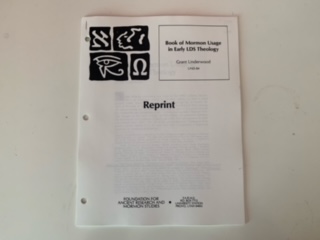 Book of Mormon Usage
in Early LDS Theology
Grant Underwood
Reprint
FOUNDATION FOR
ANCIENT RESEARCH AND
MORMON STUDIES